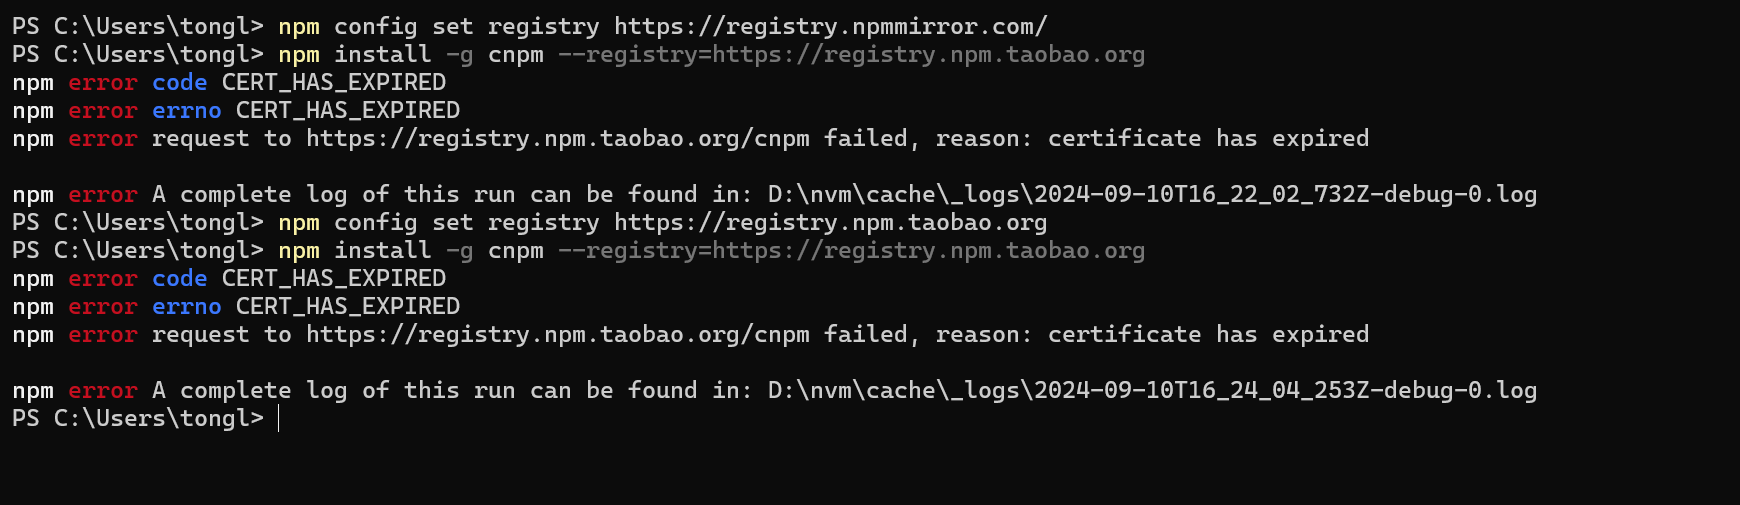 PS C:\Users\tongl> npm config set registry https://registry.npmmirror.com/
PS C:\Users\tongl> npm install -g cnpm --registry=https://registry.npm.taobao.org
npm error code CERT_HAS_EXPIRED
npm error errno CERT_HAS_EXPIRED
npm error request to https://registry.npm.taobao.org/cnpm failed, reason: certificate has expired
npm error A complete log of this run can be found in: D:\nvm\cache\_logs\2024-09-10T16_22_02_732Z-debug-0.log
PS C:\Users\tongl> npm config set registry https://registry.npm.taobao.org
PS C:\Users\tongl> npm install -g cnpm --registry=https://registry.npm.taobao.org
npm error code CERT_HAS_EXPIRED
npm error errno CERT_HAS_EXPIRED
npm error request to https://registry.npm.taobao.org/cnpm failed, reason: certificate has expired
npm error A complete log of this run can be found in: D:\nvm\cache\_logs\2024-09-10T16_24_04_253Z-debug-0.log
PS C:\Users\tongl>